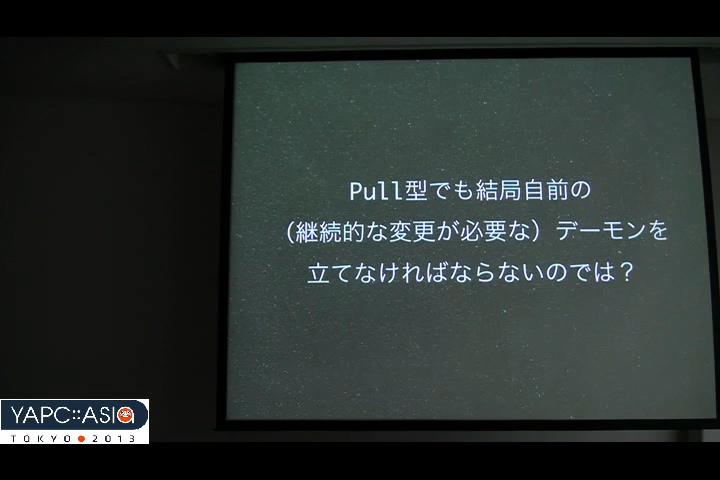 Pull型でも結局自前の
（継続的な変更が必要な）デーモンを
立てなければならないのでは？
YAPC::ASIA
TOKYO 2013